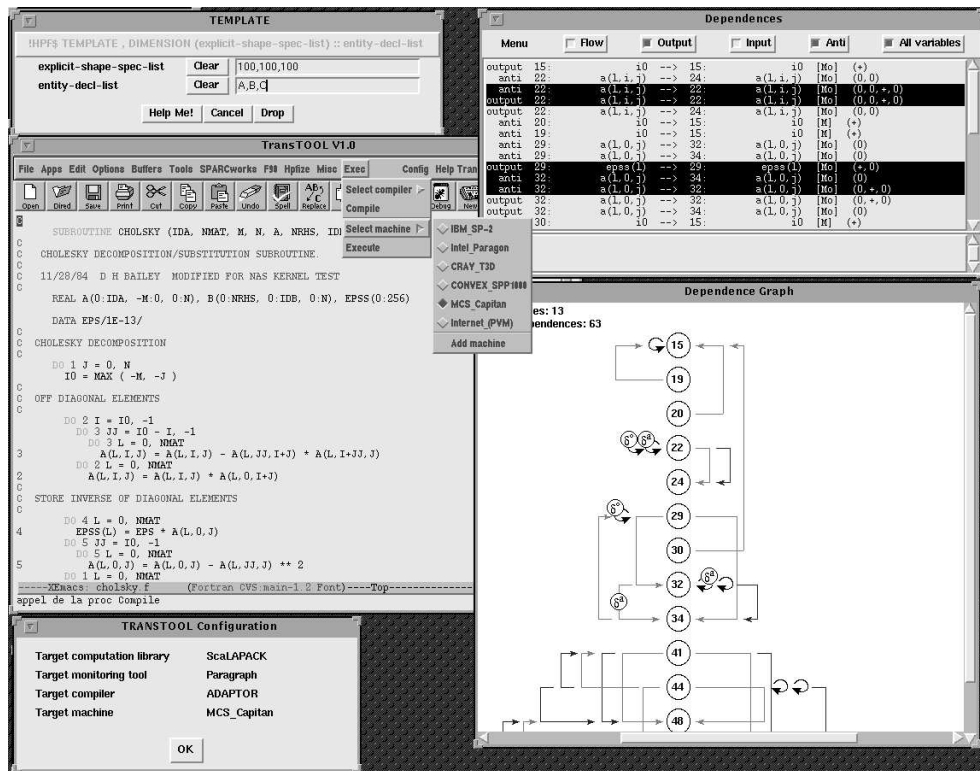 TEMPLATE
!HPF$ TEMPLATE , DIMENSION (explicit-shape-spec-list) :: entity-decl-list
explicit-shape-spec-list Clear 100,100,100
entity-decl-list Clear A,B,C
Help Me! Cancel Drop
TransTOOL V1.0
File Apps Edit Options Buffers Tools SPARCworks F90 Hpfize Misc Exec Config Help Tran
Open Dired Save Print Cut Copy Paste Undo Spell Replace Debug New
Select compiler
Compile
Select machine
Execute
IBM_SP-2
Intel_Paragon
CRAY_T3D
CONVEX_SPP1000
MCS_Capitan
Internet_(PVM)
Add machine
SUBROUTINE CHOLSKY (IDA, NMAT, M, N, A, NRHS, IDB
C
C CHOLESKY DECOMPOSITION/SUBSTITUTION SUBROUTINE.
C
C 11/28/84 D H BAILEY MODIFIED FOR NAS KERNEL TEST
C
REAL A(0:IDA, -M:0, 0:N), B(0:NRHS, 0:IDB, 0:N), EPSS(0:256)
DATA EPS/1E-13/
C
C CHOLESKY DECOMPOSITION
C
DO 1 J = 0, N
I0 = MAX ( -M, -J )
C
C OFF DIAGONAL ELEMENTS
C
DO 2 I = I0, -1
DO 3 JJ = I0 - I, -1
DO 3 L = 0, NMAT
3 A(L,I,J) = A(L,I,J) - A(L,JJ,I+J) * A(L,I+JJ,J)
DO 2 L = 0, NMAT
2 A(L,I,J) = A(L,I,J) * A(L,0,I+J)
C
C STORE INVERSE OF DIAGONAL ELEMENTS
C
DO 4 L = 0, NMAT
4 EPSS(L) = EPS * A(L,0,J)
DO 5 JJ = I0, -1
DO 5 L = 0, NMAT
5 A(L,0,J) = A(L,0,J) - A(L,JJ,J) ** 2
DO 1 L = 0, NMAT
-----XEmacs: cholsky.f (Fortran CVS:main-1.2 Font)----Top-----
appel de la proc Compile
TRANSTOOL Configuration
Target computation library ScaLAPACK
Target monitoring tool Paragraph
Target compiler ADAPTOR
Target machine MCS_Capitan
OK
Dependences
Menu Flow Output Input Anti All variables
output 15: i0 --> 15: i0 [Mo] (+)
anti 22: a(l,i,j) --> 24: a(l,i,j) [Mo] (0,0)
anti 22: a(l,i,j) --> 22: a(l,i,j) [Mo] (0,0,+,0)
output 22: a(l,i,j) --> 22: a(l,i,j) [Mo] (0,0,+,0)
output 22: a(l,i,j) --> 24: a(l,i,j) [Mo] (0,0)
anti 20: i0 --> 15: i0 [M] (+)
anti 19: i0 --> 15: i0 [M] (+)
anti 29: a(l,0,j) --> 32: a(l,0,j) [Mo] (0)
anti 29: a(l,0,j) --> 34: a(l,0,j) [Mo] (0)
output 29: epss(l) --> 29: epss(l) [Mo] (+,0)
anti 32: a(l,0,j) --> 34: a(l,0,j) [Mo] (0)
anti 32: a(l,0,j) --> 32: a(l,0,j) [Mo] (0,+,0)
output 32: a(l,0,j) --> 32: a(l,0,j) [Mo] (0,+,0)
output 32: a(l,0,j) --> 34: a(l,0,j) [Mo] (0)
30: i0 --> 15: i0 [M] (+)
Dependence Graph
es: 13
pendences: 63
15
19
20
δ° δª 22
24
δ° 29
30
32 δª
δª 34
41
44
48